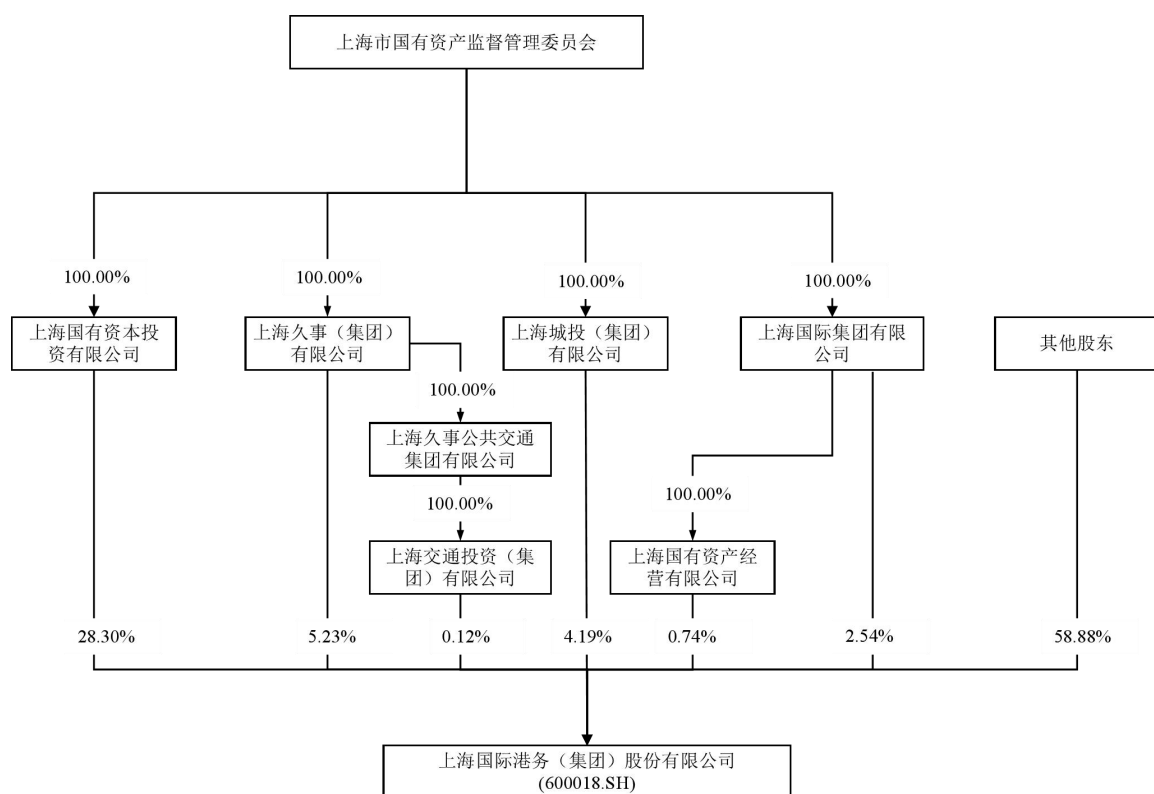 上海市国有资产监督管理委员会
100.00%
100.00%
100.00%
100.00%
上海国有资本投
资有限公司
上海久事（集团）
有限公司
上海城投（集团）
有限公司
上海国际集团有限
公司
其他股东
100.00%
上海久事公共交通
集团有限公司
100.00%
100.00%
上海交通投资（集
团）有限公司
上海国有资产经
营有限公司
28.30%
5.23%
0.12%
4.19%
0.74%
2.54%
58.88%
上海国际港务（集团）股份有限公司
(600018.SH)